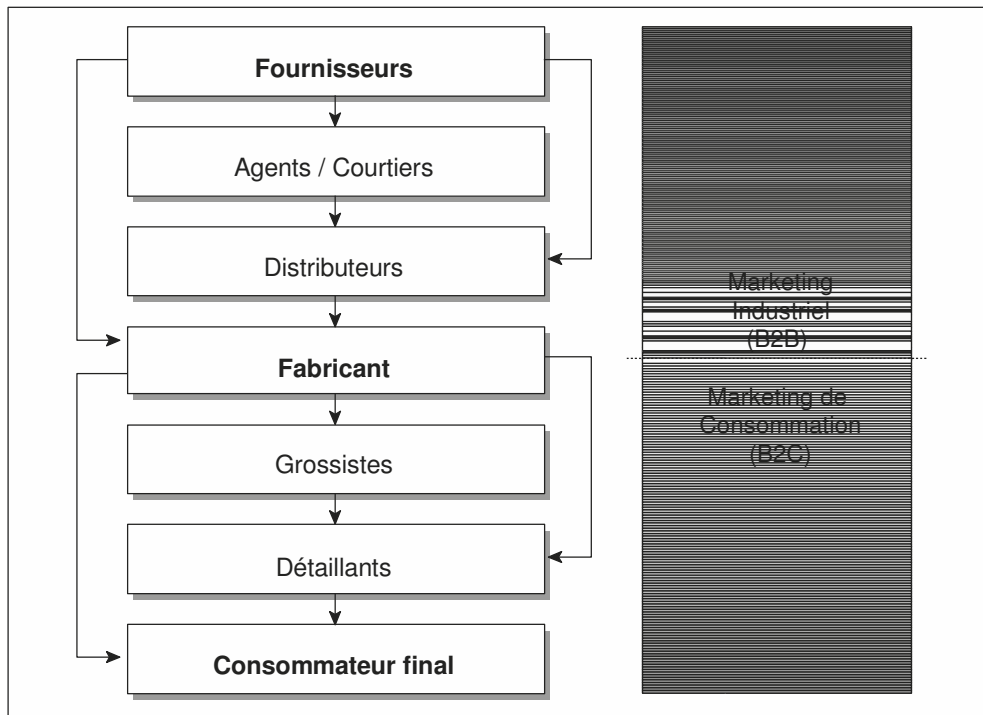 Fournisseurs
Agents / Courtiers
Distributeurs
Fabricant
Grossistes
Détaillants
Consommateur final
Marketing
Industriel
(B2B)
Marketing de
Consommation
(B2C)